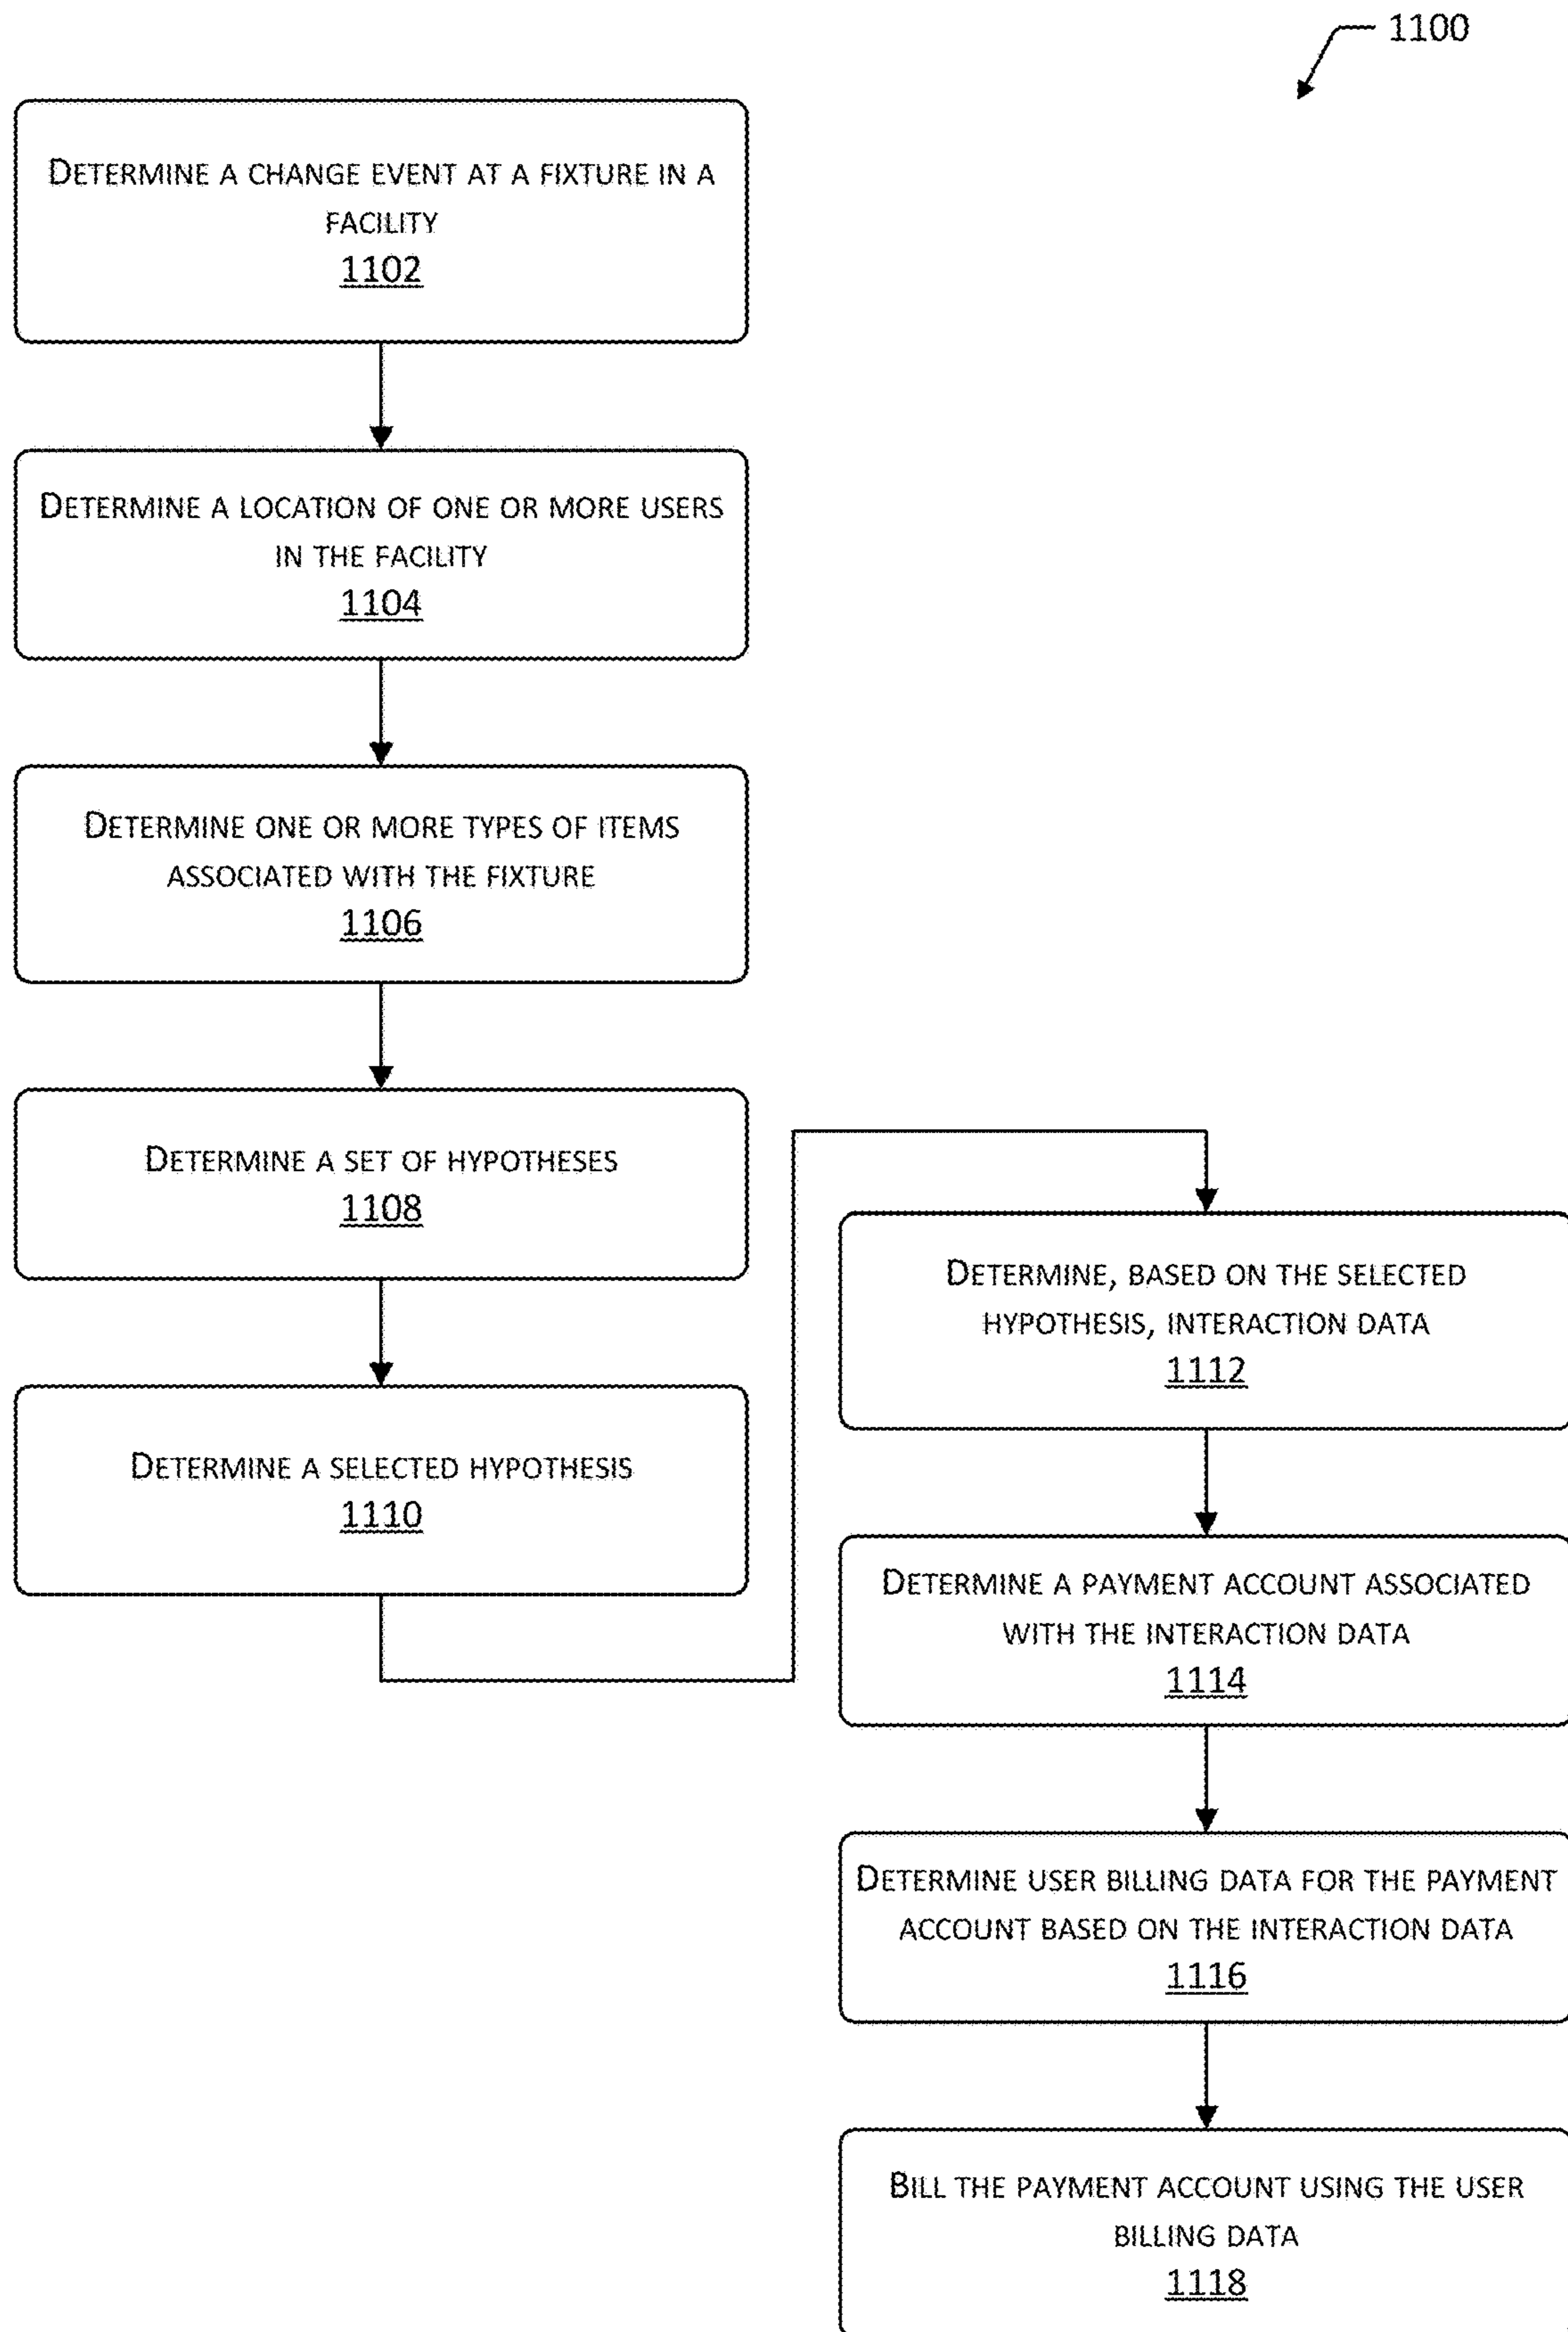 1100
DETERMINE A CHANGE EVENT AT A FIXTURE IN A
FACILITY
1102
DETERMINE A LOCATION OF ONE OR MORE USERS
IN THE FACILITY
1104
DETERMINE ONE OR MORE TYPES OF ITEMS
ASSOCIATED WITH THE FIXTURE
1106
DETERMINE A SET OF HYPOTHESES
1108
DETERMINE A SELECTED HYPOTHESIS
1110
DETERMINE, BASED ON THE SELECTED
HYPOTHESIS, INTERACTION DATA
1112
DETERMINE A PAYMENT ACCOUNT ASSOCIATED
WITH THE INTERACTION DATA
1114
DETERMINE USER BILLING DATA FOR THE PAYMENT
ACCOUNT BASED ON THE INTERACTION DATA
1116
BILL THE PAYMENT ACCOUNT USING THE USER
BILLING DATA
1118